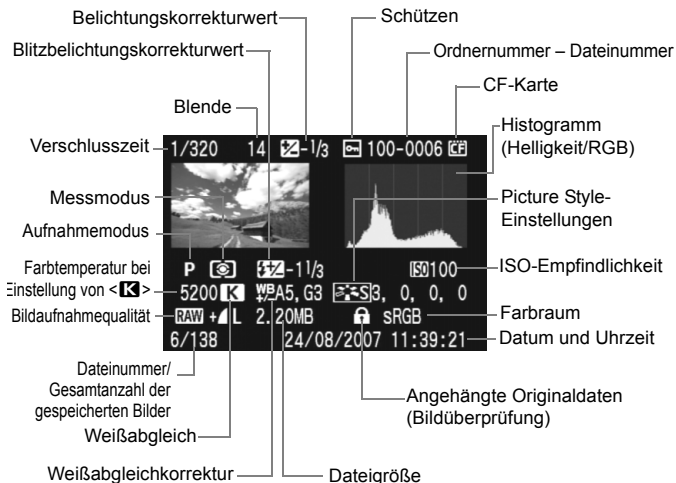 Belichtungskorrekturwert
Schützen
Blitzbelichtungskorrekturwert
Ordnernummer – Dateinummer
CF-Karte
Blende
Histogramm
(Helligkeit/RGB)
Verschlusszeit
1/320 14 -1/3 100-0006 CF
Messmodus
Picture Style-
Einstellungen
Aufnahmemodus
P -1 1/3 ISO 100
ISO-Empfindlichkeit
Farbtemperatur bei
Einstellung von <K>
5200 K WB A5, G3 S 3, 0, 0, 0
Bildaufnahmequalität
RAW + L 2.20MB sRGB
Farbraum
6/138 24/08/2007 11:39:21
Datum und Uhrzeit
Dateinummer/
Gesamtanzahl der
gespeicherten Bilder
Angehängte Originaldaten
(Bildüberprüfung)
Weißabgleich
Weißabgleichkorrektur
Dateigröße